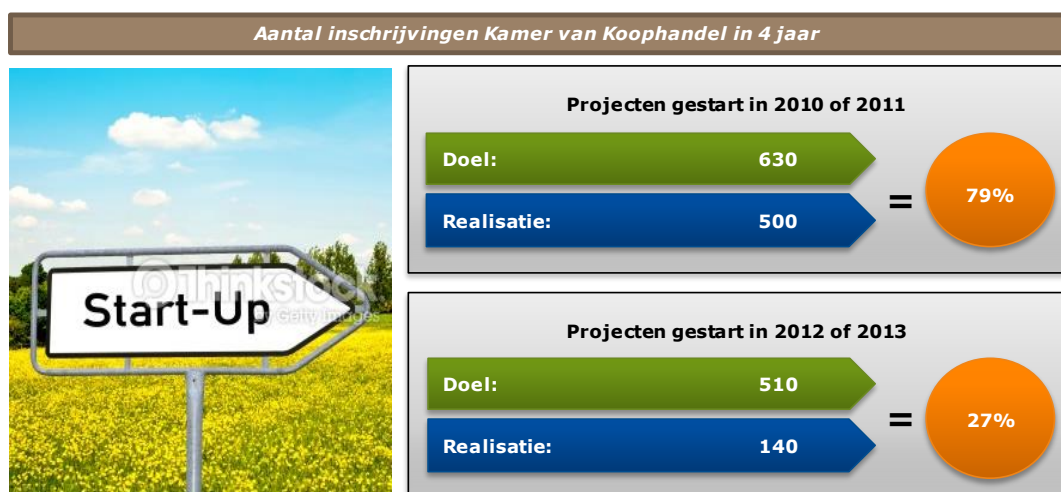 Aantal inschrijvingen Kamer van Koophandel in 4 jaar
Thinkstock
by Getty Images
Start-Up
Projecten gestart in 2010 of 2011
Doel: 630
Realisatie: 500
=
79%
Projecten gestart in 2012 of 2013
Doel: 510
Realisatie: 140
=
27%